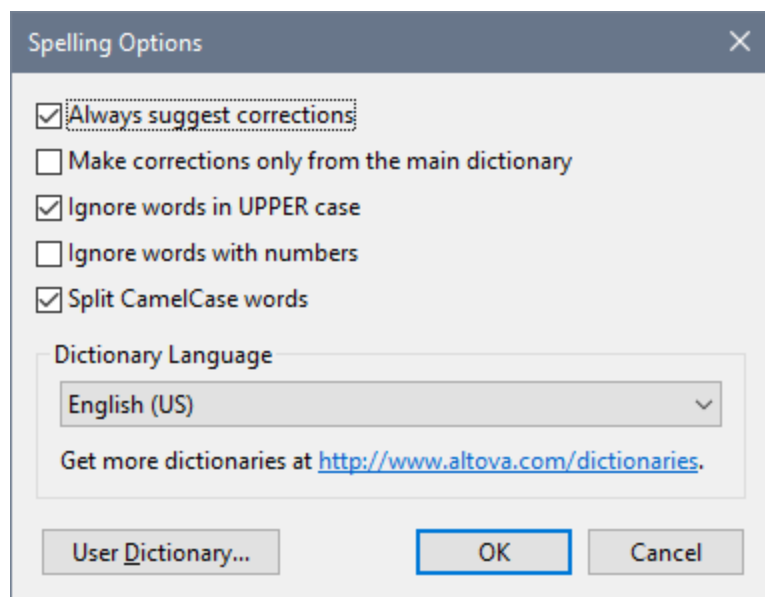 Spelling Options
Always suggest corrections
Make corrections only from the main dictionary
Ignore words in UPPER case
Ignore words with numbers
Split CamelCase words
Dictionary Language
English (US)
Get more dictionaries at http://www.altova.com/dictionaries.
User Dictionary... OK Cancel